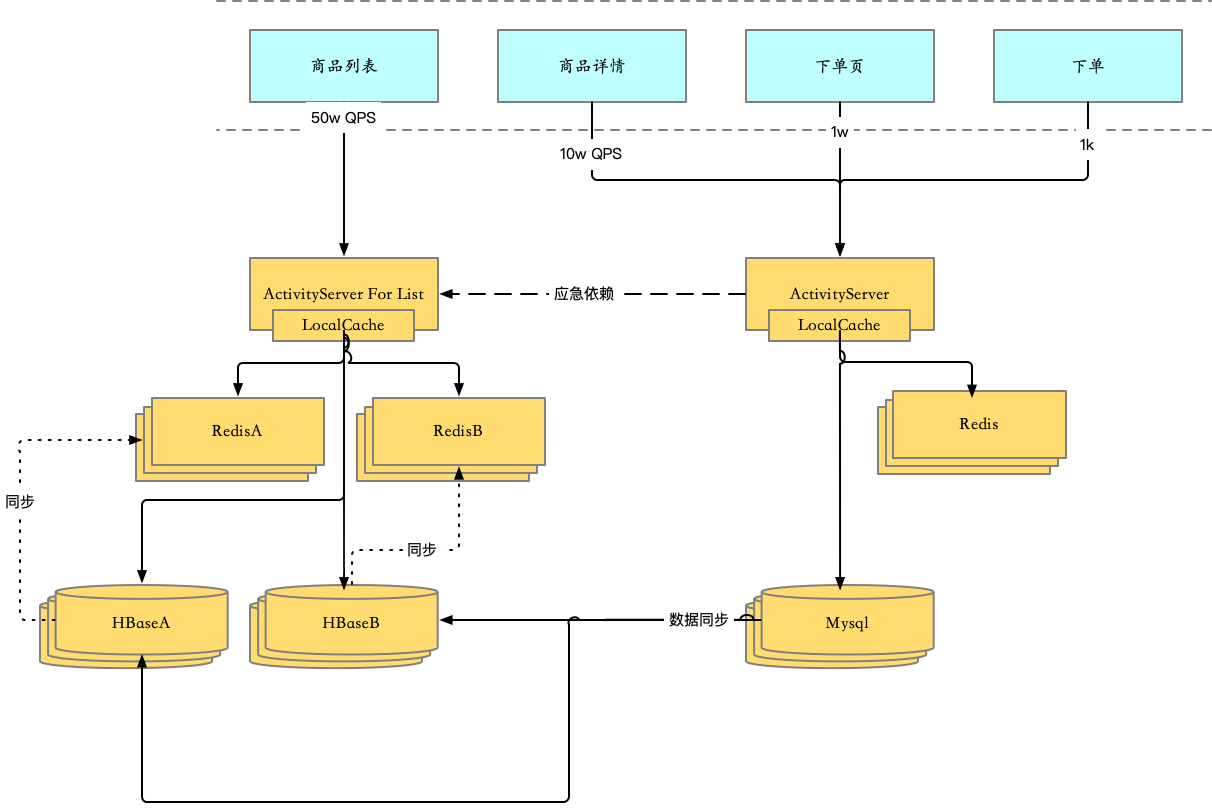 商品列表
商品详情
下单页
下单
50w QPS
10w QPS
1w
1k
ActivityServer For List
LocalCache
应急依赖
ActivityServer
LocalCache
RedisA
RedisB
Redis
同步
同步
HBaseA
HBaseB
数据同步
Mysql